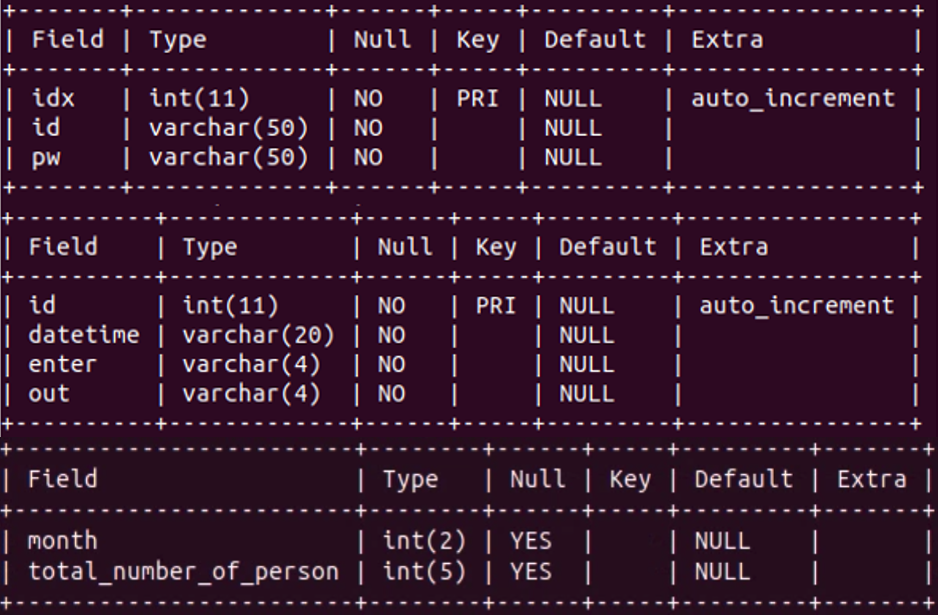 +-------+-------------+------+-----+---------+----------------+
| Field | Type        | Null | Key | Default | Extra          |
+-------+-------------+------+-----+---------+----------------+
| idx   | int(11)     | NO   | PRI | NULL    | auto_increment |
| id    | varchar(50) | NO   |     | NULL    |                |
| pw    | varchar(50) | NO   |     | NULL    |                |
+-------+-------------+------+-----+---------+----------------+
+----------+-------------+------+-----+---------+----------------+
| Field    | Type        | Null | Key | Default | Extra          |
+----------+-------------+------+-----+---------+----------------+
| id       | int(11)     | NO   | PRI | NULL    | auto_increment |
| datetime | varchar(20) | NO   |     | NULL    |                |
| enter    | varchar(4)  | NO   |     | NULL    |                |
| out      | varchar(4)  | NO   |     | NULL    |                |
+----------+-------------+------+-----+---------+----------------+
+------------------------+--------+------+-----+---------+-------+
| Field                  | Type   | Null | Key | Default | Extra |
+------------------------+--------+------+-----+---------+-------+
| month                  | int(2) | YES  |     | NULL    |       |
| total_number_of_person | int(5) | YES  |     | NULL    |       |
+------------------------+--------+------+-----+---------+-------+